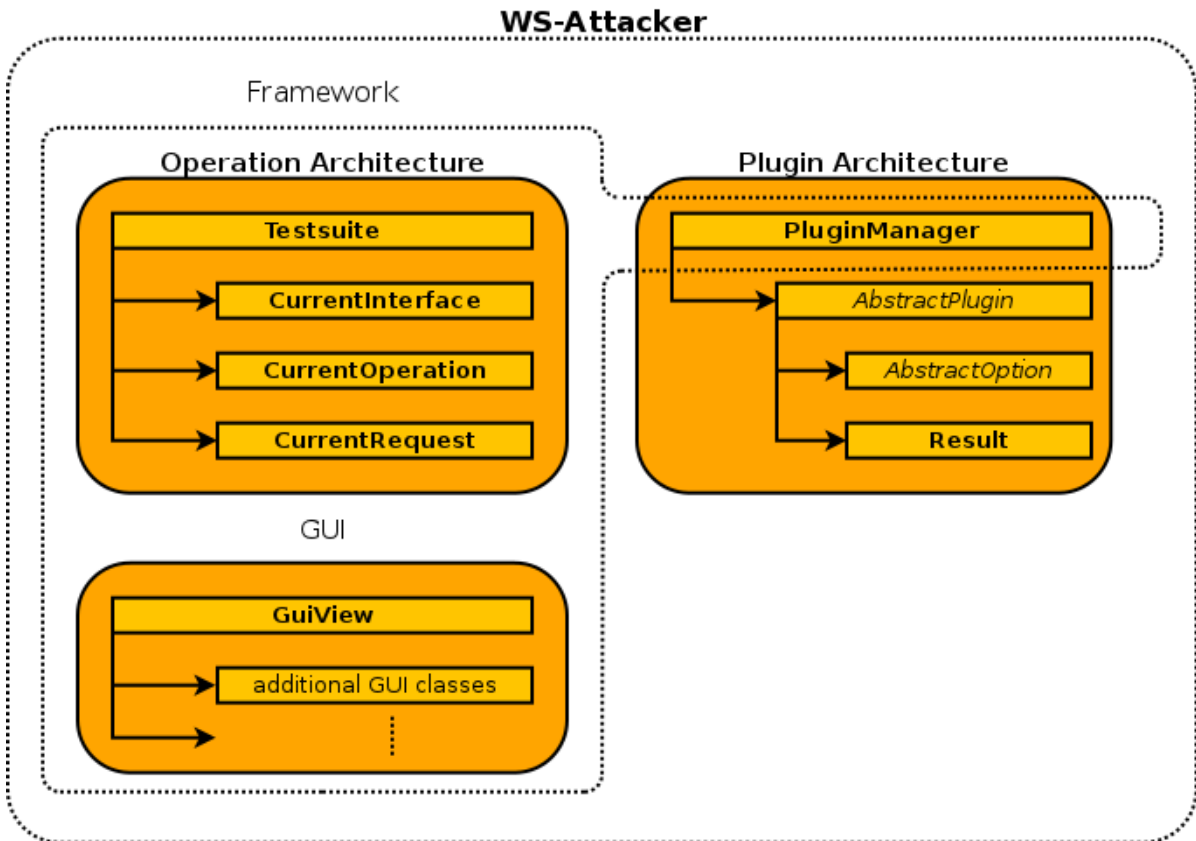 WS-Attacker
Framework
Operation Architecture
Testsuite
CurrentInterface
CurrentOperation
CurrentRequest
Plugin Architecture
PluginManager
AbstractPlugin
AbstractOption
Result
GUI
GuiView
additional GUI classes